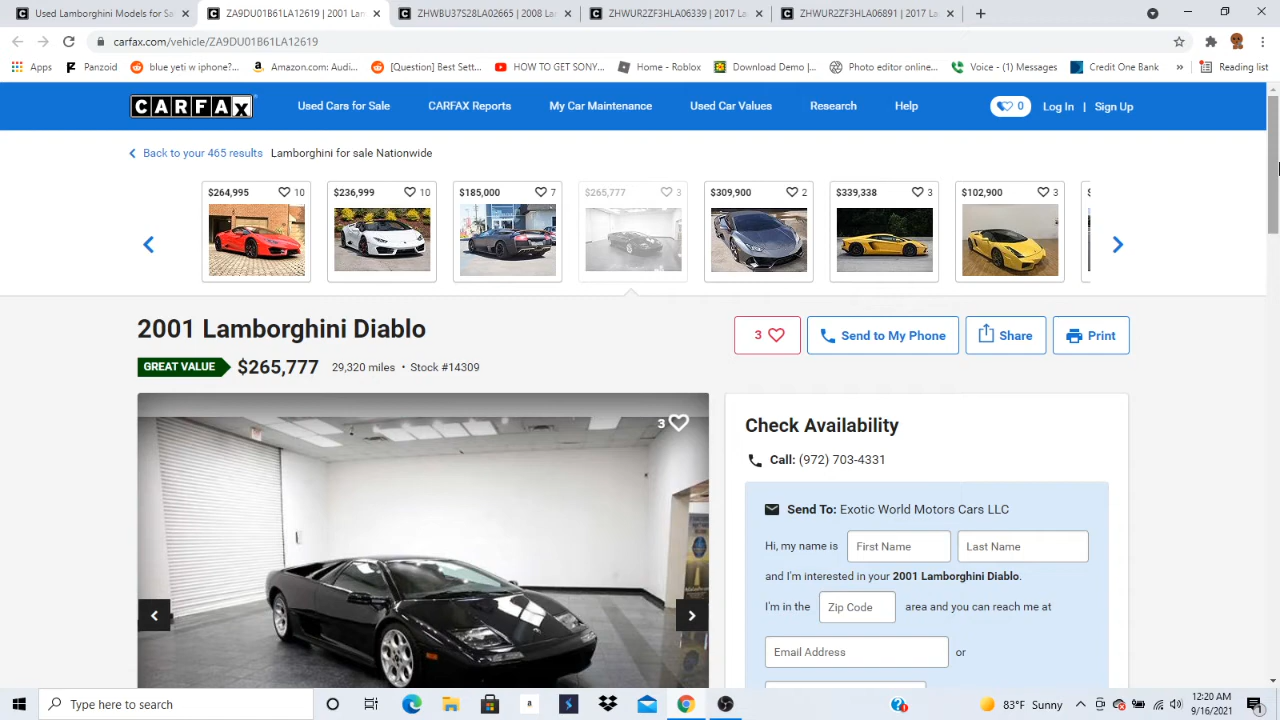 Used Lamborghini Models for Sa
ZA9DU01B61LA12619 | 2001 Lam
ZHWBU37S28LA02665 | 2008 Lam
ZHWUR2ZF3HLA06339 | 2017 Lam
ZHWUR2ZF3HLA06891 | 2017 Lam
carfax.com/vehicle/ZA9DU01B61LA12619
Apps Panzoid blue yeti w iphone?... Amazon.com: Audi... [Question] Best Sett... HOW TO GET SONY... Home - Roblox Download Demo |... Photo editor online... Voice - (1) Messages Credit One Bank » Reading list
CARFAX Used Cars for Sale CARFAX Reports My Car Maintenance Used Car Values Research Help 0 Log In | Sign Up
Back to your 465 results Lamborghini for sale Nationwide
$264,995 10 $236,999 10 $185,000 7 $265,777 3 $309,900 2 $339,338 3 $102,900 3 $
2001 Lamborghini Diablo
3 Send to My Phone Share Print
GREAT VALUE $265,777 29,320 miles • Stock #14309
3
Check Availability
Call: (972) 703-4331
Send To: Exotic World Motors Cars LLC
Hi, my name is First Name Last Name
and I'm interested in your 2001 Lamborghini Diablo.
I'm in the Zip Code area and you can reach me at
Email Address or
Type here to search
a
83°F Sunny
12:20 AM
9/16/2021
1